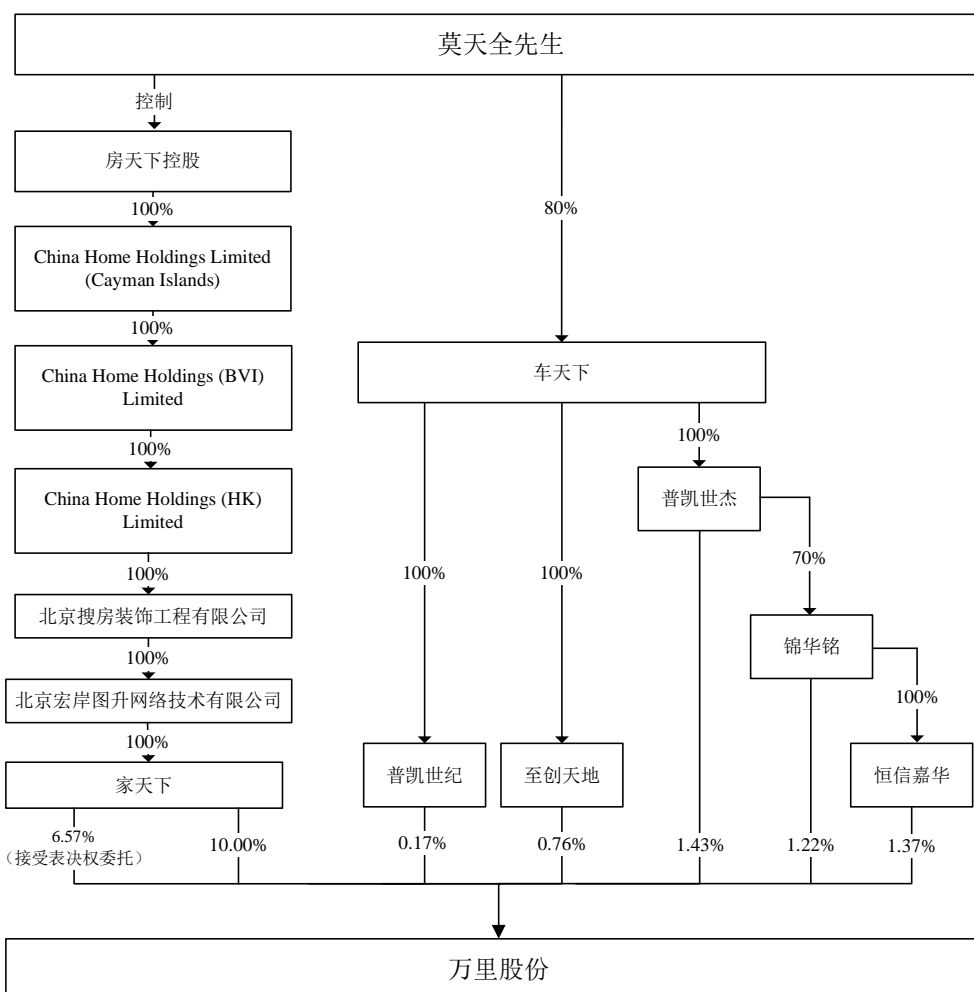 莫天全先生
控制
房天下控股
100%
80%
China Home Holdings Limited
(Cayman Islands)
100%
China Home Holdings (BVI)
Limited
车天下
100%
100%
China Home Holdings (HK)
Limited
普凯世杰
100%
100%
100%
70%
北京搜房装饰工程有限公司
锦华铭
100%
北京宏岸图升网络技术有限公司
100%
100%
家天下
普凯世纪
至创天地
恒信嘉华
6.57%
（接受表决权委托）
10.00%
0.17%
0.76%
1.43%
1.22%
1.37%
万里股份